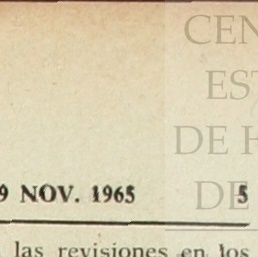 CEN
EST
DE H
DE
9 NOV. 1965 5
las revisiones en los